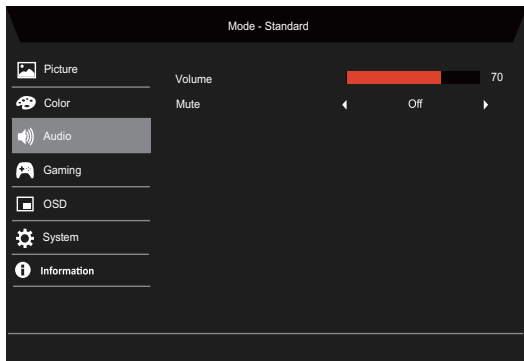 Mode - Standard
Picture
Color
Audio
Gaming
OSD
System
Information
Volume 70
Mute Off